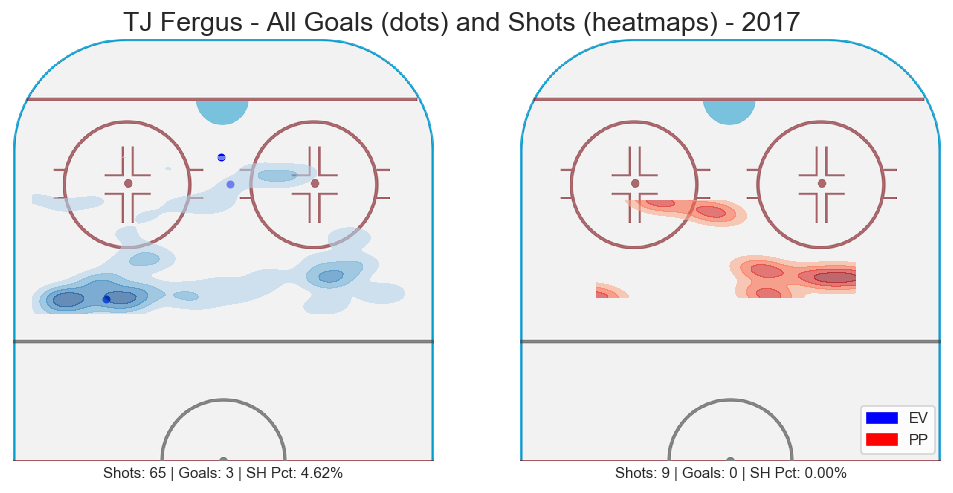 TJ Fergus - All Goals (dots) and Shots (heatmaps) - 2017
EV
PP
Shots: 65 | Goals: 3 | SH Pct: 4.62%
Shots: 9 | Goals: 0 | SH Pct: 0.00%